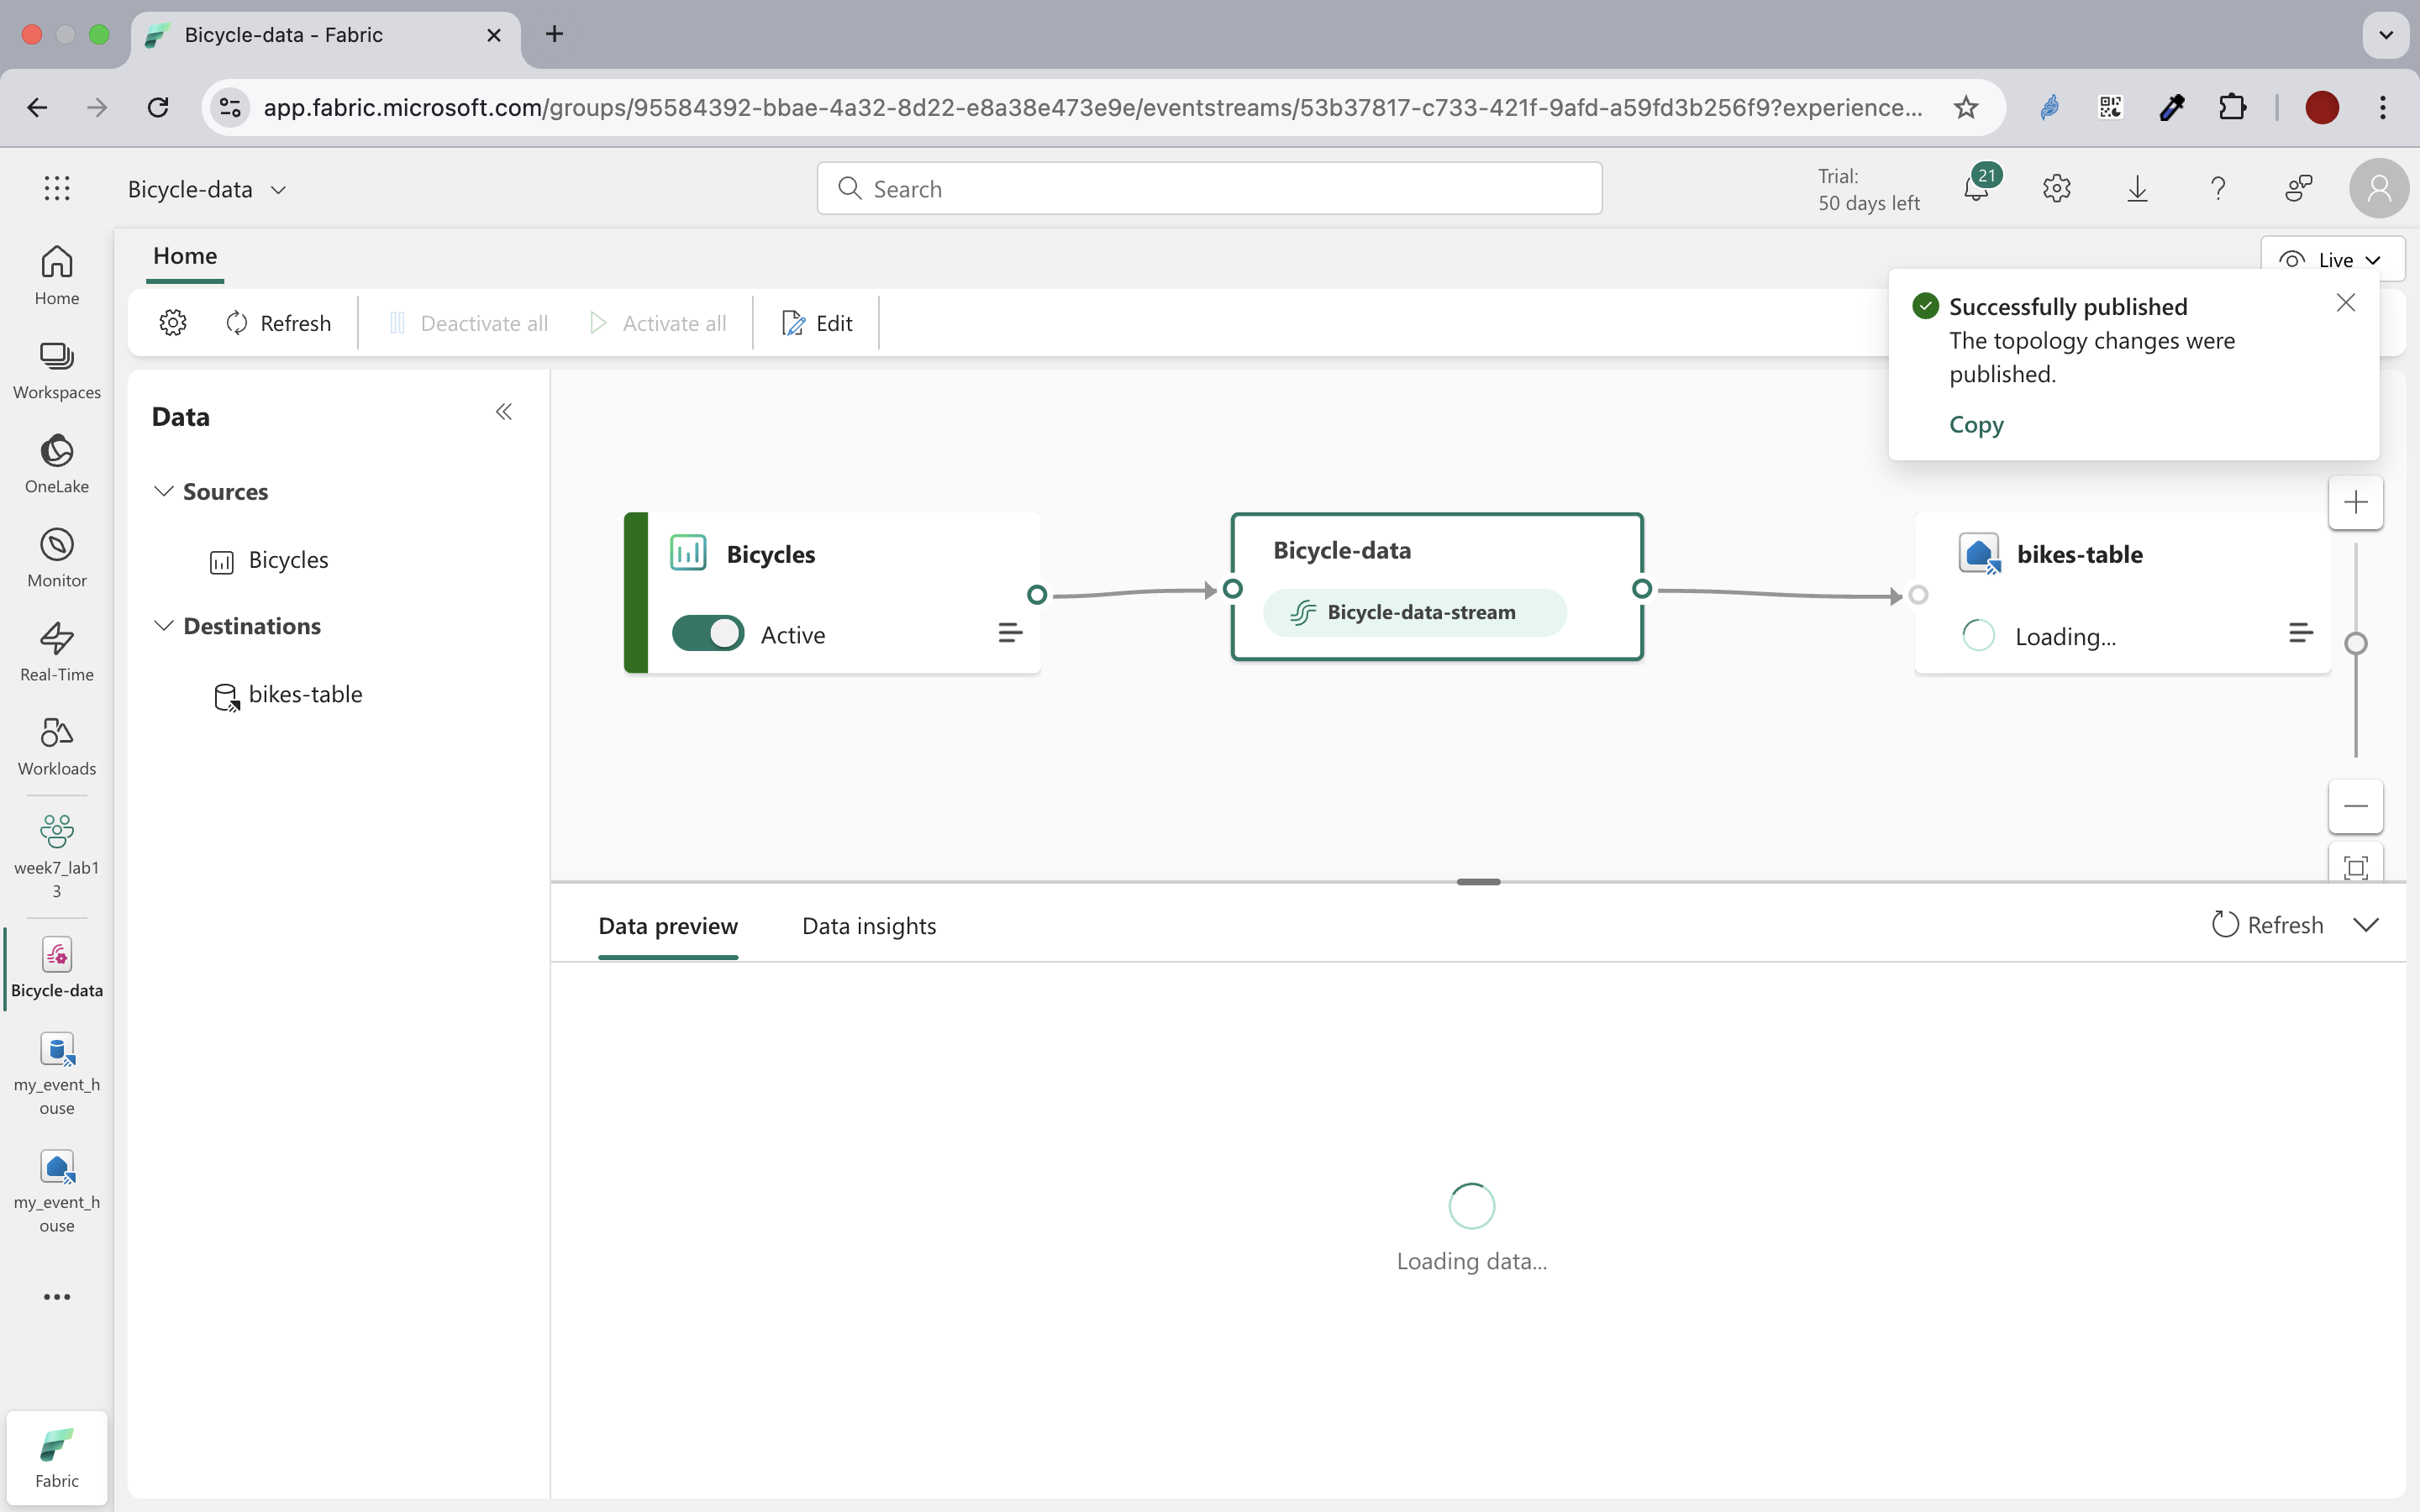 Bicycle-data - Fabric
app.fabric.microsoft.com/groups/95584392-bbae-4a32-8d22-e8a38e473e9e/eventstreams/53b37817-c733-421f-9afd-a59fd3b256f9?experience...
Bicycle-data
Search
Trial:
50 days left
21
Home
Workspaces
OneLake
Monitor
Real-Time
Workloads
week7_lab1
3
Bicycle-data
my_event_h
ouse
my_event_h
ouse
Fabric
Home
Live
Refresh
Deactivate all
Activate all
Edit
Successfully published
The topology changes were
published.
Copy
Data
Sources
Bicycles
Destinations
bikes-table
Bicycles
Active
Bicycle-data
Bicycle-data-stream
bikes-table
Loading...
Data preview
Data insights
Refresh
Loading data...